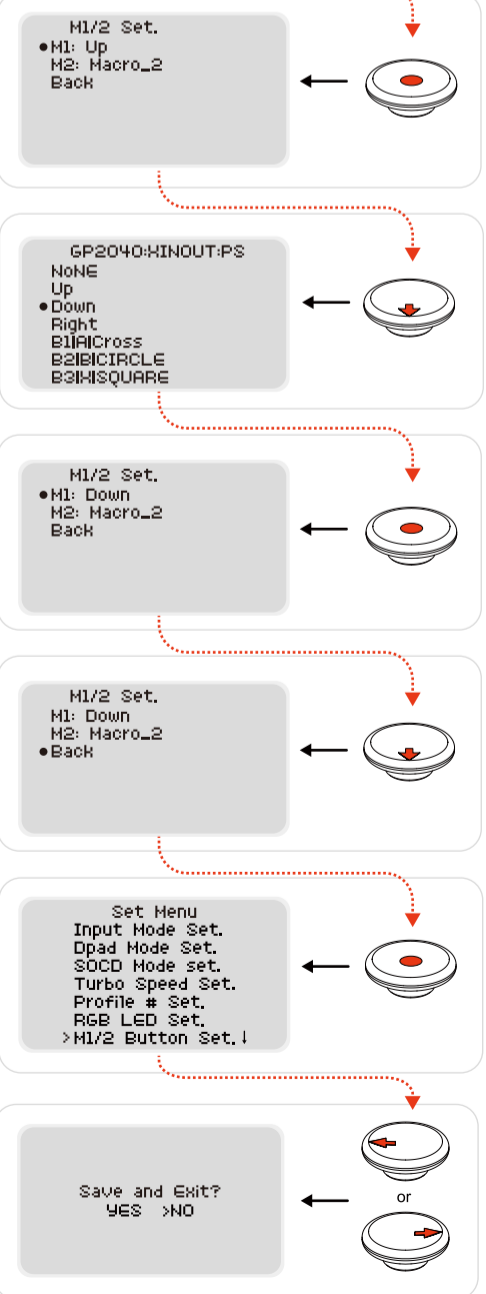 M1/2 Set.
●M1: Up
M2: Macro_2
Back
GP2040:XINOUT:PS
NoNE
Up
●Down
Right
B1|A|Cross
B2|B|CIRCLE
B3|X|SQUARE
M1/2 Set.
●M1: Down
M2: Macro_2
Back
M1/2 Set.
M1: Down
M2: Macro_2
●Back
Set Menu
Input Mode Set.
Dpad Mode Set.
SOCD Mode set.
Turbo Speed Set.
Profile # Set.
RGB LED Set.
>M1/2 Button Set.↓
Save and Exit?
YES >NO
or